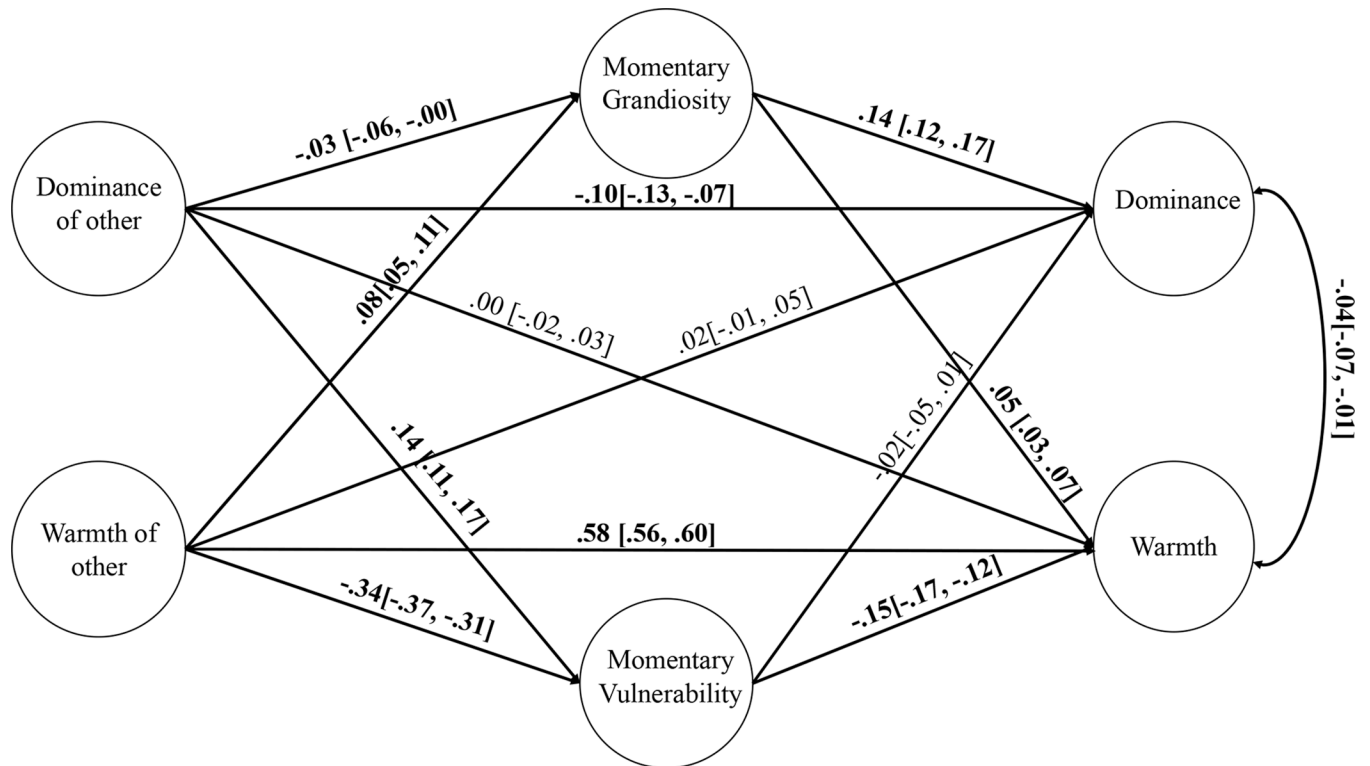 Momentary
Grandiosity
-.03 [-.06, -.00]
.14 [.12, .17]
Dominance
of other
-.10[-.13, -.07]
Dominance
.08[.05, .11]
.00 [-.02, .03]
.02[-.01, .05]
-.04[-.07, -.01]
-.02[-.05, .01]
.05 [.03, .07]
.14 [.11, .17]
Warmth of
other
.58 [.56, .60]
Warmth
-.34[-.37, -.31]
-.15[-.17, -.12]
Momentary
Vulnerability